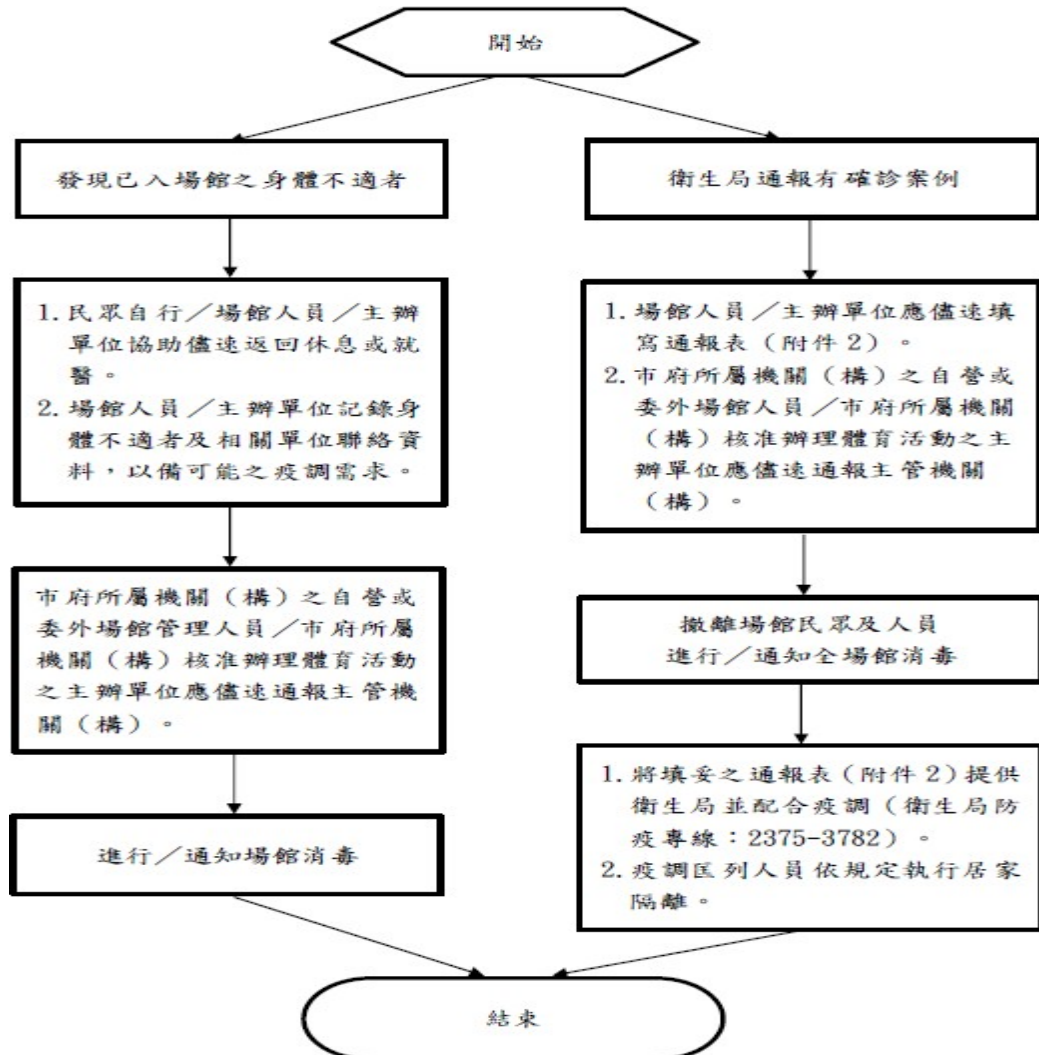 開始
發現已入場館之身體不適者
1. 民眾自行／場館人員／主辦
單位協助儘速返回休息或就
醫。
2. 場館人員／主辦單位記錄身
體不適者及相關單位聯絡資
料，以備可能之疫調需求。
市府所屬機關（構）之自營或
委外場館管理人員／市府所屬
機關（構）核准辦理體育活動
之主辦單位應儘速通報主管機
關（構）。
進行／通知場館消毒
衛生局通報有確診案例
1. 場館人員／主辦單位應儘速填
寫通報表（附件2）。
2. 市府所屬機關（構）之自營或
委外場館人員／市府所屬機關
（構）核准辦理體育活動之主
辦單位應儘速通報主管機關
（構）。
撤離場館民眾及人員
進行／通知全場館消毒
1. 將填妥之通報表（附件2）提供
衛生局並配合疫調（衛生局防
疫專線：2375-3782）。
2. 疫調匡列人員依規定執行居家
隔離。
結束